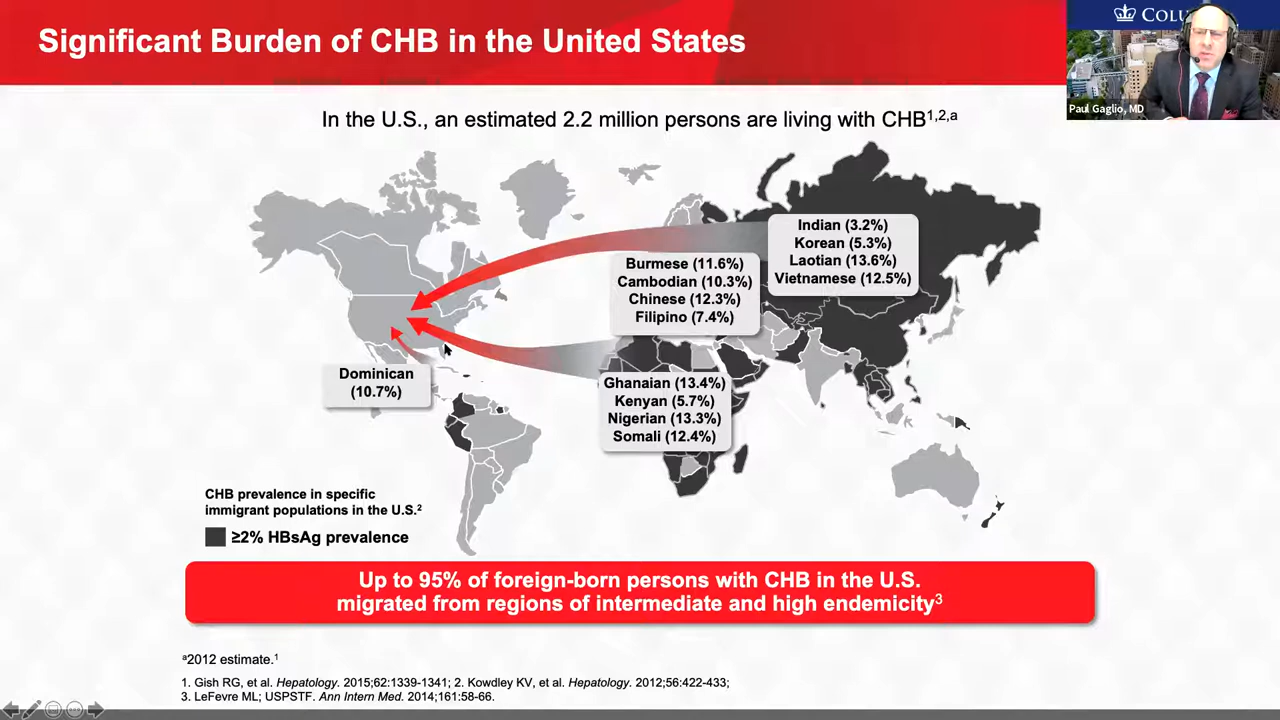 Significant Burden of CHB in the United States
Paul Gaglio, MD
In the U.S., an estimated 2.2 million persons are living with CHB1,2,a
Indian (3.2%)
Korean (5.3%)
Laotian (13.6%)
Vietnamese (12.5%)
Burmese (11.6%)
Cambodian (10.3%)
Chinese (12.3%)
Filipino (7.4%)
Dominican
(10.7%)
Ghanaian (13.4%)
Kenyan (5.7%)
Nigerian (13.3%)
Somali (12.4%)
CHB prevalence in specific
immigrant populations in the U.S.2
≥2% HBsAg prevalence
Up to 95% of foreign-born persons with CHB in the U.S.
migrated from regions of intermediate and high endemicity3
a2012 estimate.1
1. Gish RG, et al. Hepatology. 2015;62:1339-1341; 2. Kowdley KV, et al. Hepatology. 2012;56:422-433;
3. LeFevre ML; USPSTF. Ann Intern Med. 2014;161:58-66.